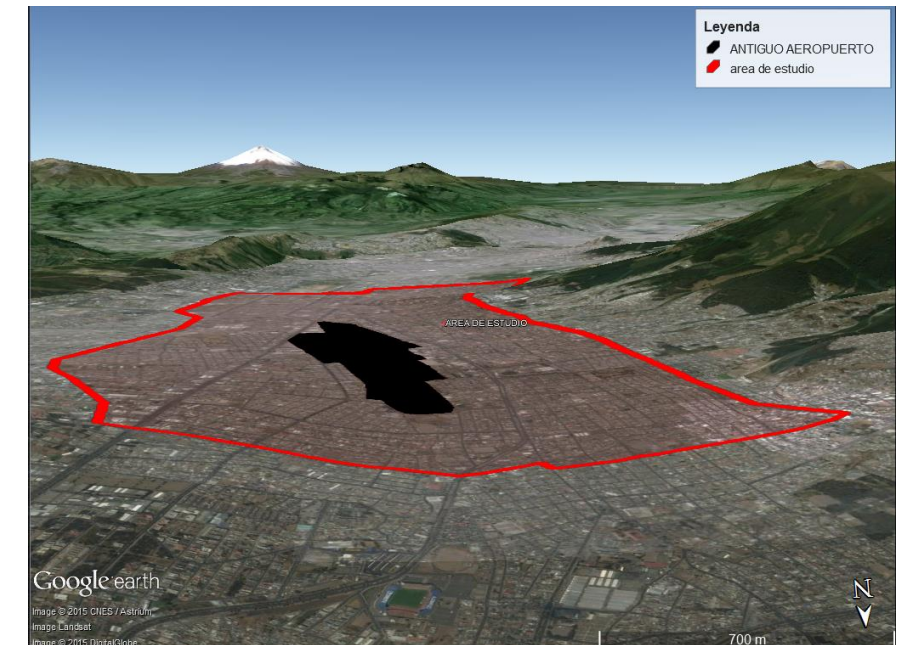 Leyenda
ANTIGUO AEROPUERTO
area de estudio
AREA DE ESTUDIO
Google earth
Image © 2015 CNES / Astrium
Image Landsat
Image © 2015 DigitalGlobe
N
700 m